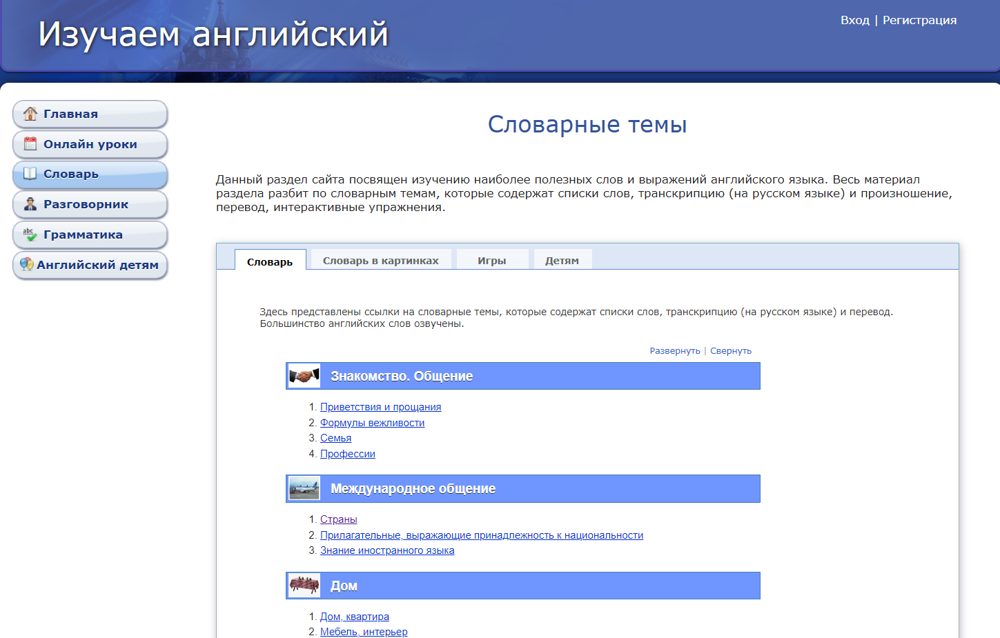 Изучаем английский
Вход | Регистрация
Главная
Онлайн уроки
Словарь
Разговорник
abc
Грамматика
Английский детям
Словарные темы
Данный раздел сайта посвящен изучению наиболее полезных слов и выражений английского языка. Весь материал
раздела разбит по словарным темам, которые содержат списки слов, транскрипцию (на русском языке) и произношение,
перевод, интерактивные упражнения.
Словарь
Словарь в картинках
Игры
Детям
Здесь представлены ссылки на словарные темы, которые содержат списки слов, транскрипцию (на русском языке) и перевод.
Большинство английских слов озвучены.
Развернуть | Свернуть
Знакомство. Общение
1. Приветствия и прощания
2. Формулы вежливости
3. Семья
4. Профессии
Международное общение
1. Страны
2. Прилагательные, выражающие принадлежность к национальности
3. Знание иностранного языка
Дом
1. Дом, квартира
2. Мебель, интерьер